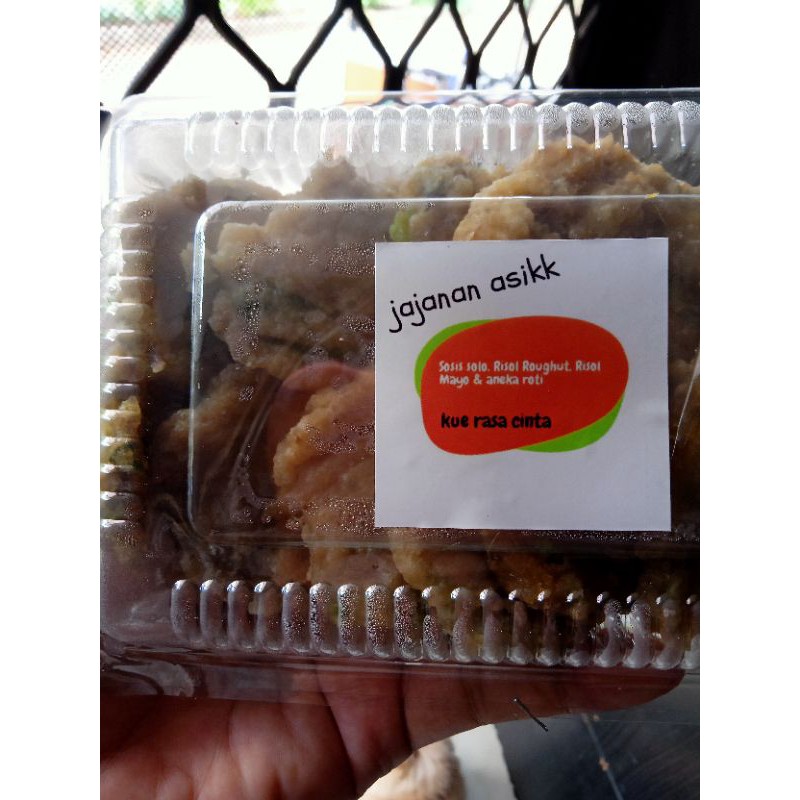 jajanan asikk
Sosis solo, Risol Roughut, Risol
Mayo & aneka roti
kue rasa cinta